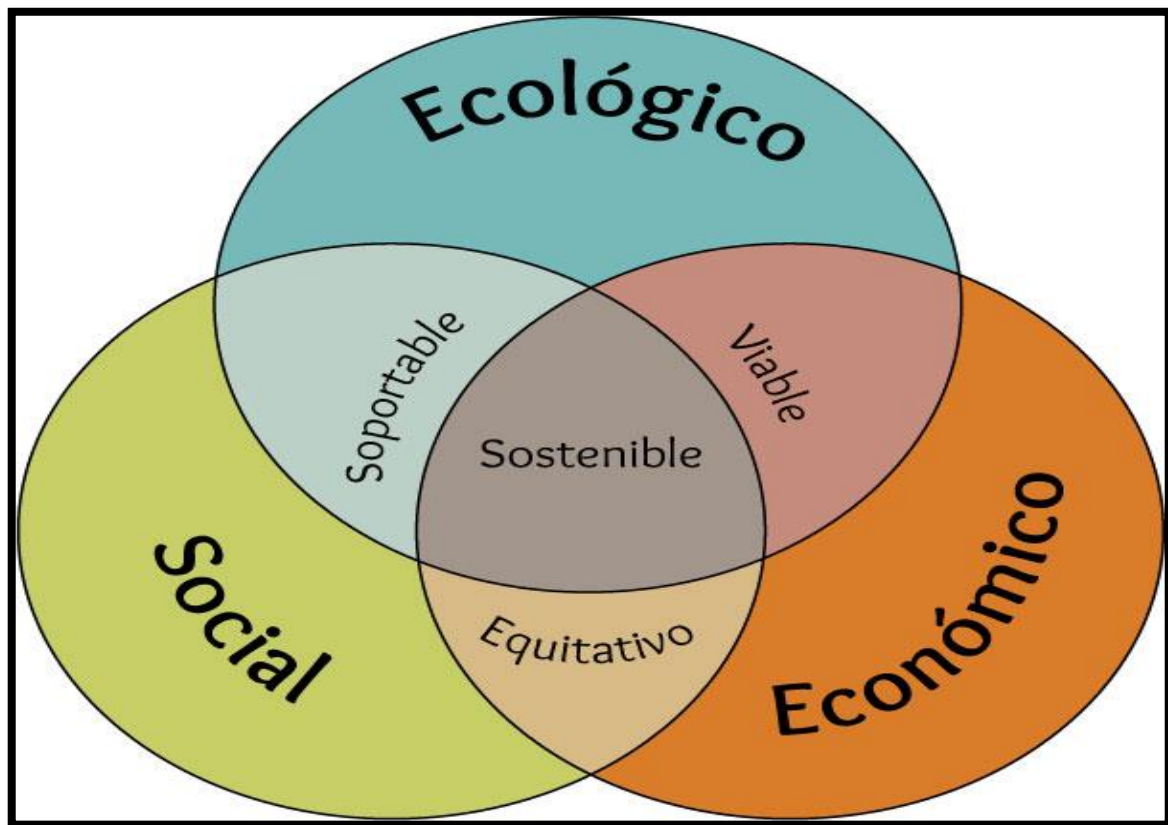 Ecológico
Soportable
Viable
Sostenible
Social
Equitativo
Económico